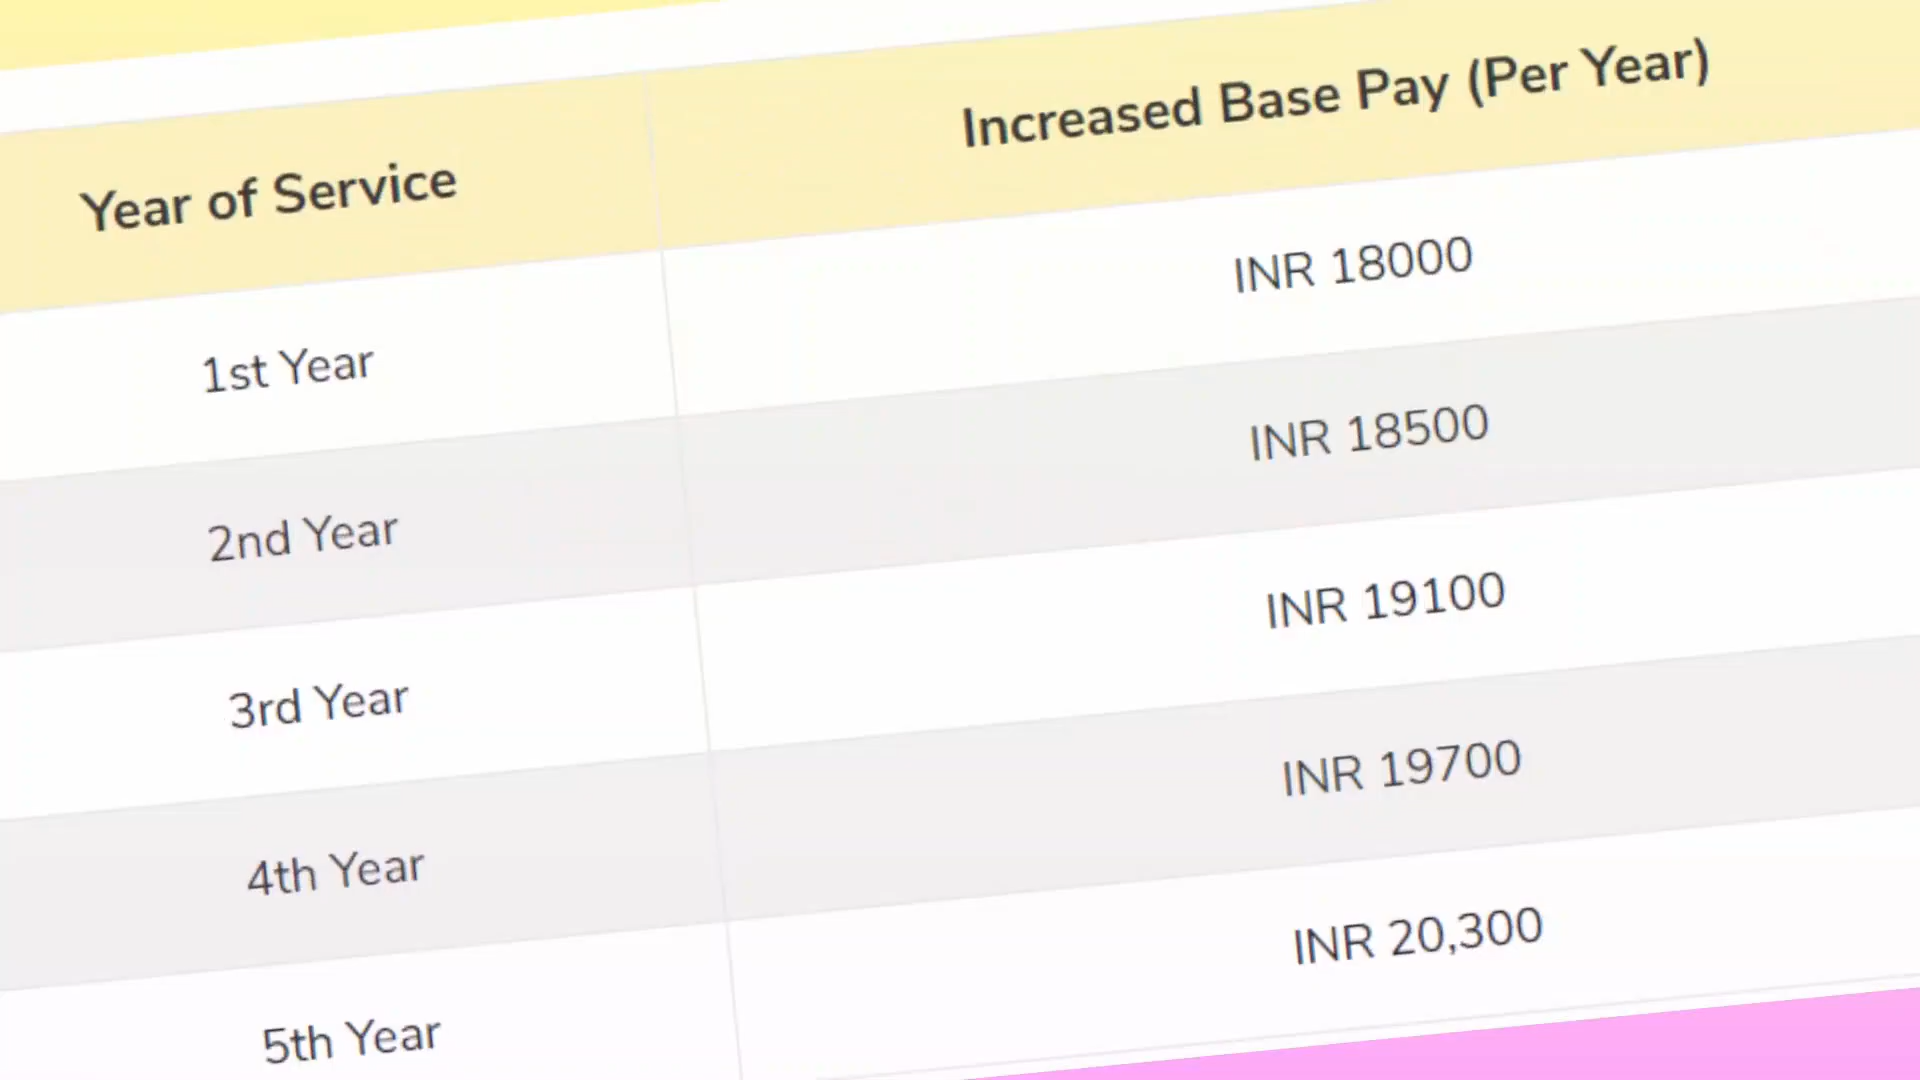 Year of Service Increased Base Pay (Per Year)
1st Year INR 18000
2nd Year INR 18500
3rd Year INR 19100
4th Year INR 19700
5th Year INR 20,300